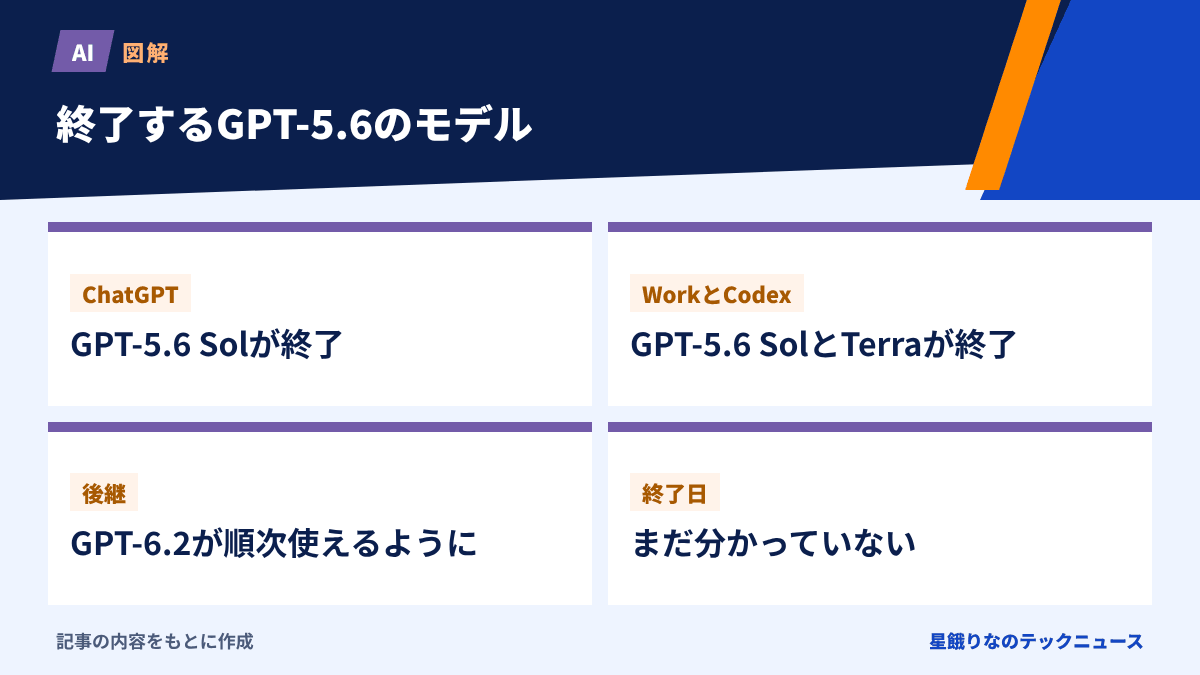 AI 図解
終了するGPT-5.6のモデル
ChatGPT
GPT-5.6 Solが終了
WorkとCodex
GPT-5.6 SolとTerraが終了
後継
GPT-6.2が順次使えるように
終了日
まだ分かっていない
記事の内容をもとに作成
星餓りなのテックニュース